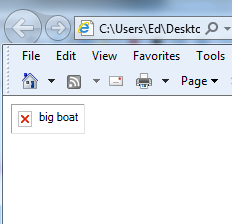 C:\Users\Ed\Deskto
File Edit View Favorites Tools
Page
big boat